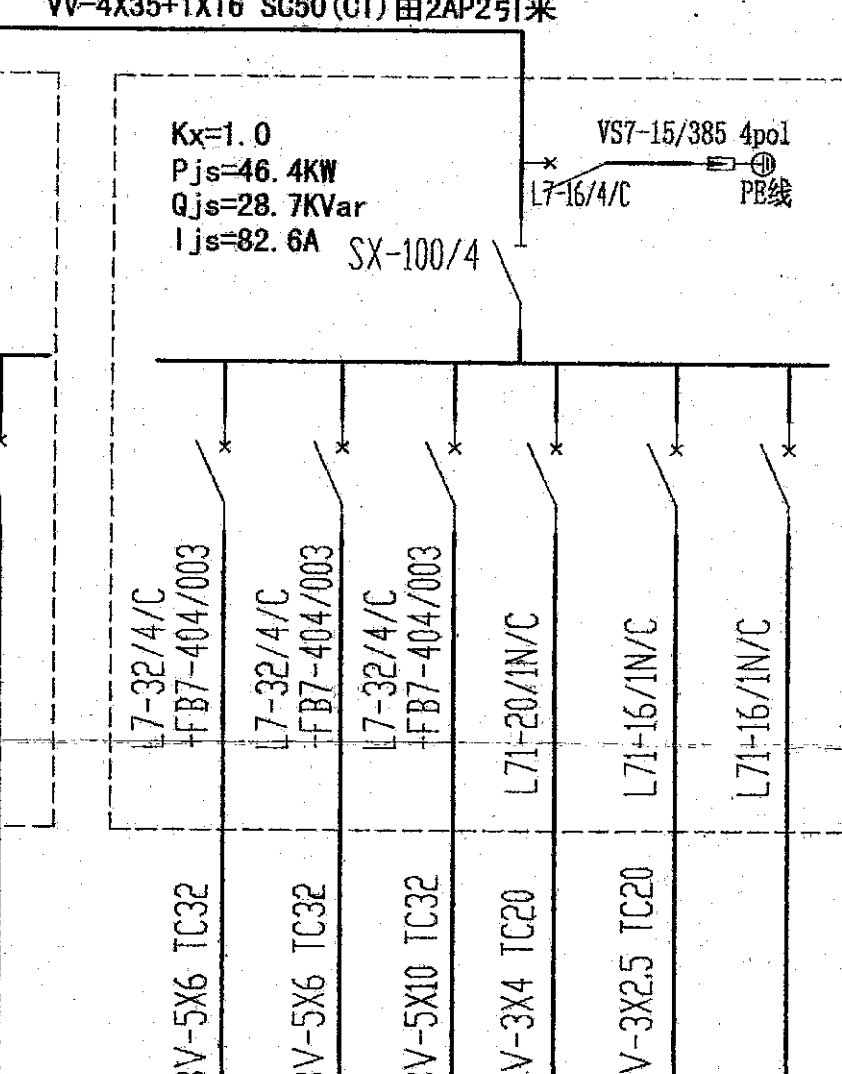 VV-4X35+1X16 SC50(CT)由2AP2引来
Kx=1.0
Pjs=46.4KW
Qjs=28.7KVar
Ijs=82.6A
VS7-15/385 4pol
L7-16/4/C
PE线
SX-100/4
L7-32/4/C
+FB7-404/003
L7-32/4/C
+FB7-404/003
L7-32/4/C
+FB7-404/003
L71-20/1N/C
L71-16/1N/C
L71-16/1N/C
BV-5X6 TC32
BV-5X6 TC32
BV-5X10 TC32
V-3X4 TC20
V-3X2.5 TC20